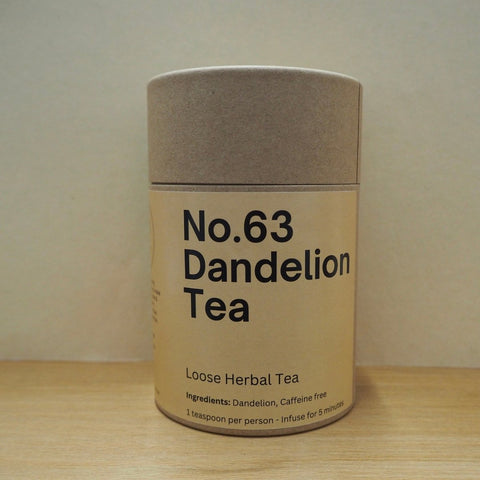 No.63
Dandelion
Tea
Loose Herbal Tea
Ingredients: Dandelion, Caffeine free
1 teaspoon per person - Infuse for 5 minutes